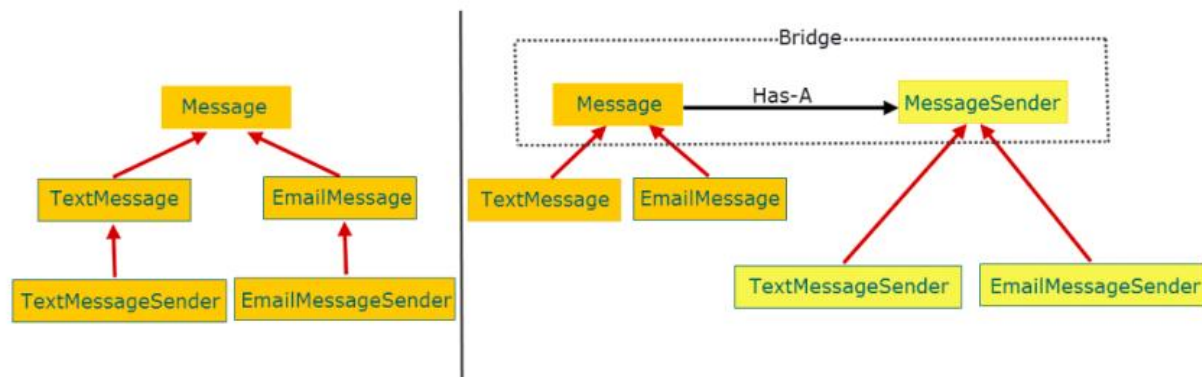 Message
TextMessage
EmailMessage
TextMessageSender
EmailMessageSender
Bridge
Message
Has-A
MessageSender
TextMessage
EmailMessage
TextMessageSender
EmailMessageSender